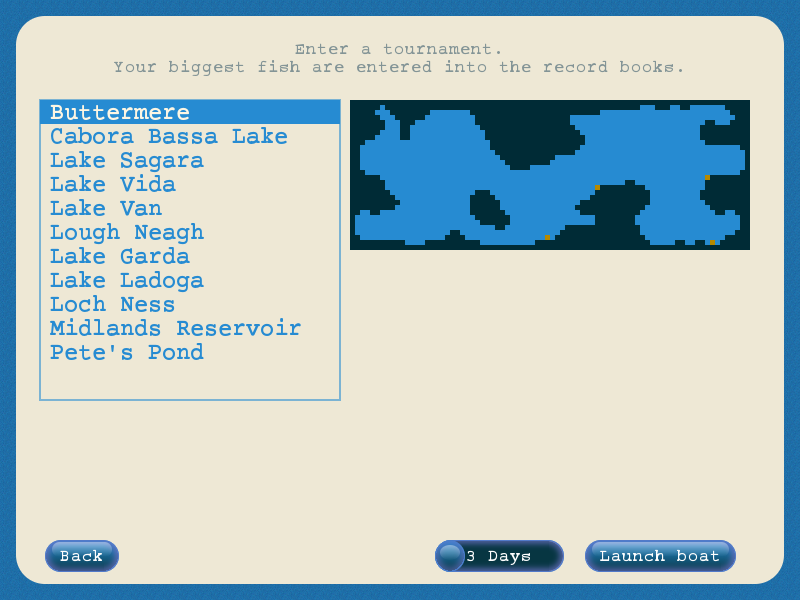 Enter a tournament.
Your biggest fish are entered into the record books.
Buttermere
Cabora Bassa Lake
Lake Sagara
Lake Vida
Lake Van
Lough Neagh
Lake Garda
Lake Ladoga
Loch Ness
Midlands Reservoir
Pete's Pond
Back
3 Days
Launch boat